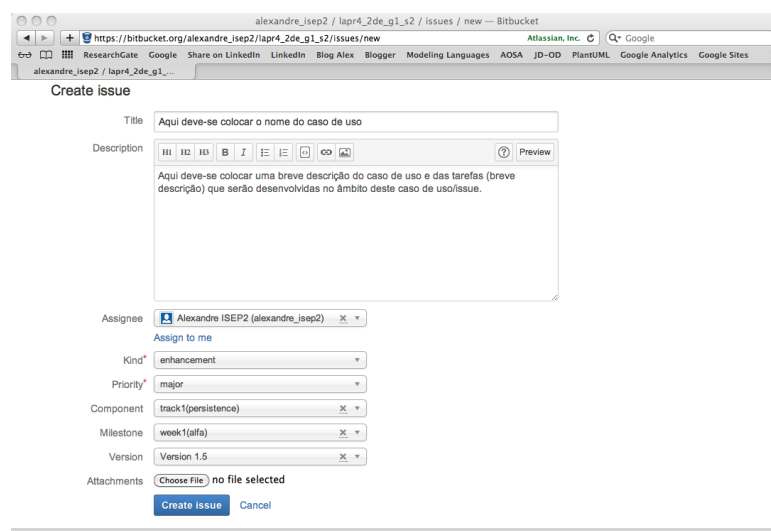 alexandre_isep2 / lapr4_2de_g1_s2 / issues / new — Bitbucket
https://bitbucket.org/alexandre_isep2/lapr4_2de_g1_s2/issues/new Atlassian, Inc. Google
ResearchGate Google Share on LinkedIn LinkedIn Blog Alex Blogger Modeling Languages AOSA JD-OD PlantUML Google Analytics Google Sites
alexandre_isep2 / lapr4_2de_g1_...
Create issue
Title Aqui deve-se colocar o nome do caso de uso
Description H1 H2 H3 B I Preview
Aqui deve-se colocar uma breve descrição do caso de uso e das tarefas (breve
descrição) que serão desenvolvidas no âmbito deste caso de uso/issue.
Assignee Alexandre ISEP2 (alexandre_isep2)
Assign to me
Kind* enhancement
Priority* major
Component track1(persistence)
Milestone week1(alfa)
Version Version 1.5
Attachments Choose File no file selected
Create issue Cancel